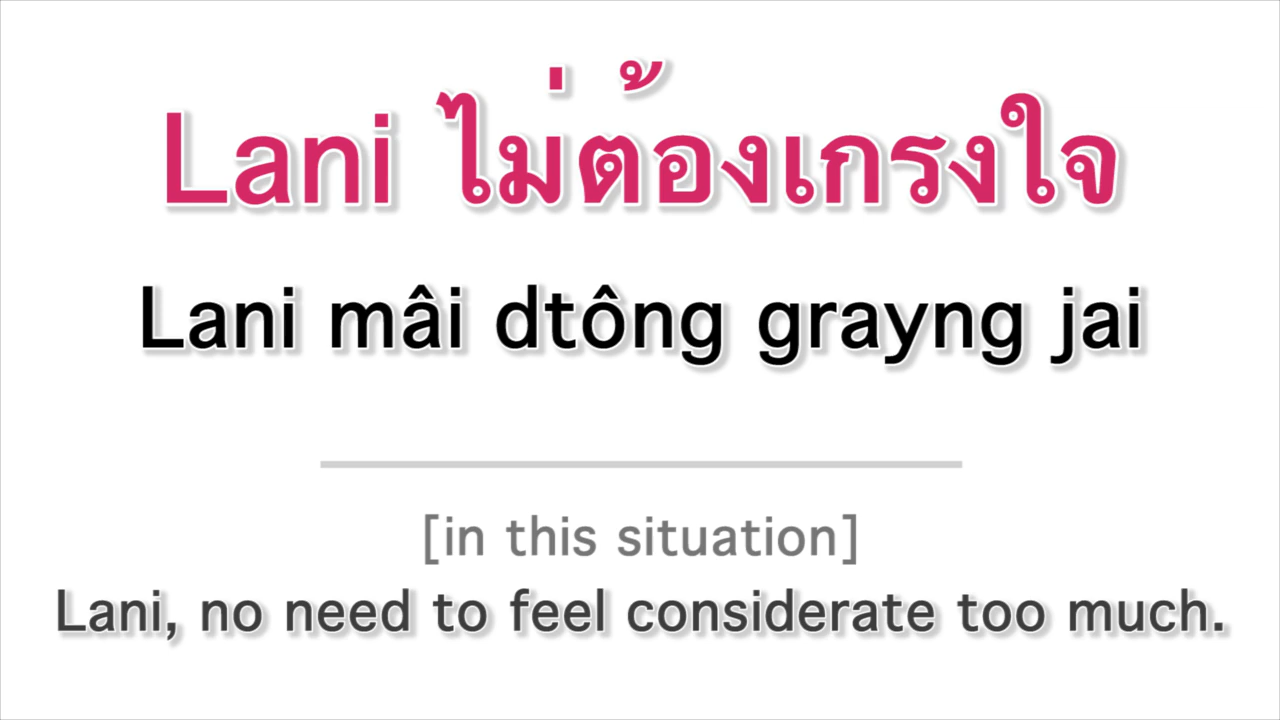 Lani ไม่ต้องเกรงใจ
Lani mâi dtông grayng jai
[in this situation]
Lani, no need to feel considerate too much.